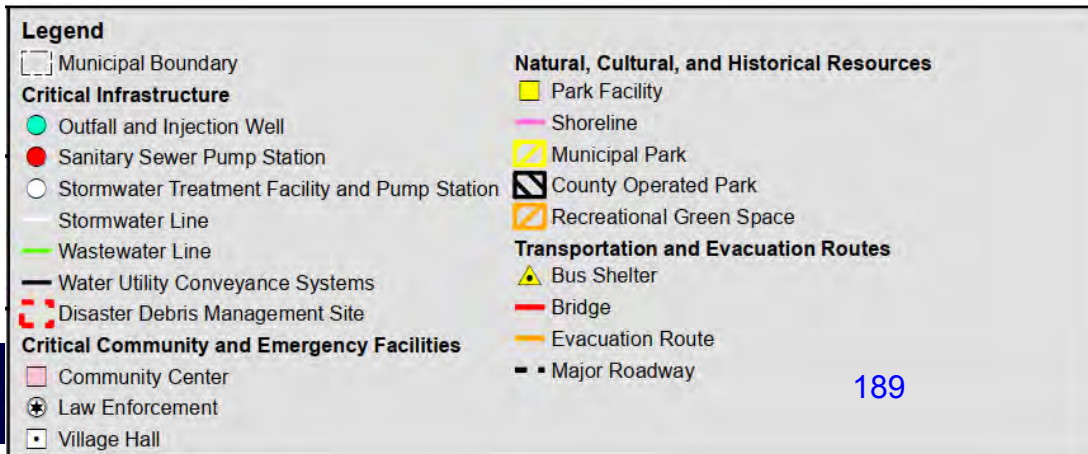 Legend
Municipal Boundary
Critical Infrastructure
Outfall and Injection Well
Sanitary Sewer Pump Station
Stormwater Treatment Facility and Pump Station
Stormwater Line
Wastewater Line
Water Utility Conveyance Systems
Disaster Debris Management Site
Critical Community and Emergency Facilities
Community Center
Law Enforcement
Village Hall
Natural, Cultural, and Historical Resources
Park Facility
Shoreline
Municipal Park
County Operated Park
Recreational Green Space
Transportation and Evacuation Routes
Bus Shelter
Bridge
Evacuation Route
Major Roadway
189